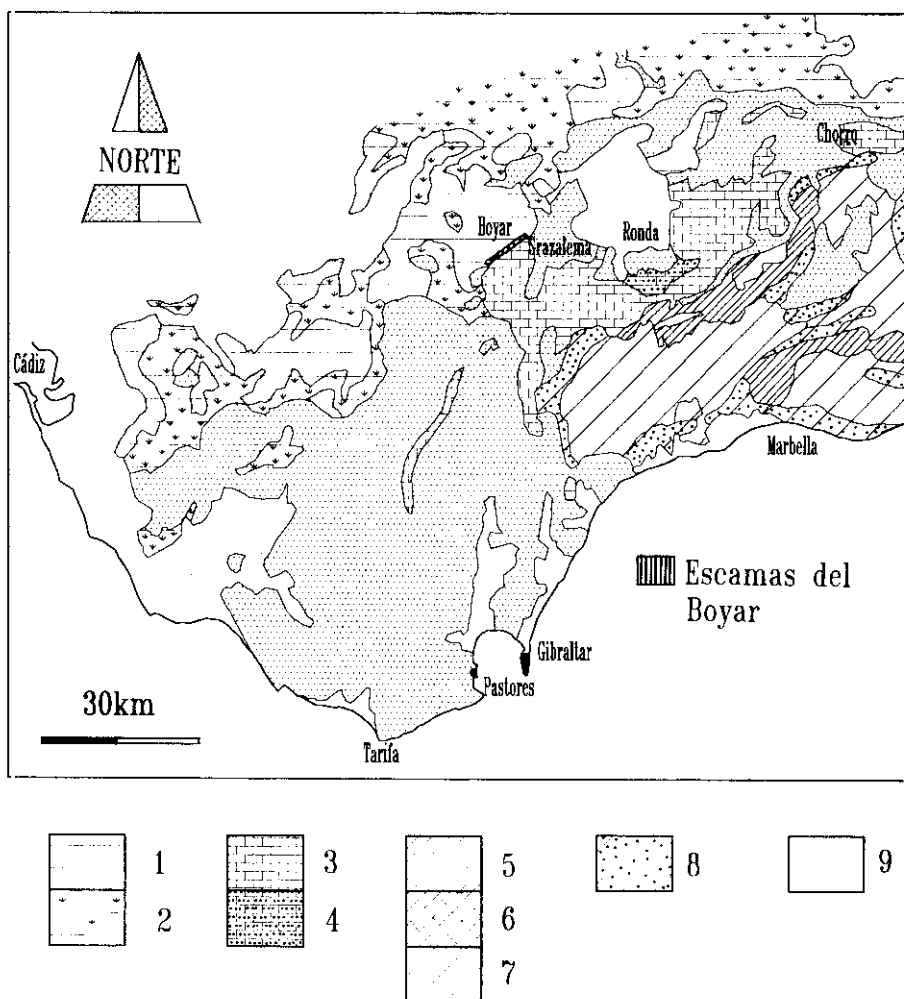 NORTE
Chorro
Boyar
Grazalema
Ronda
Cádiz
Marbella
Escamas del
Boyar
Gibraltar
Pastores
30km
Tarifa
1
2
3
4
5
6
7
8
9